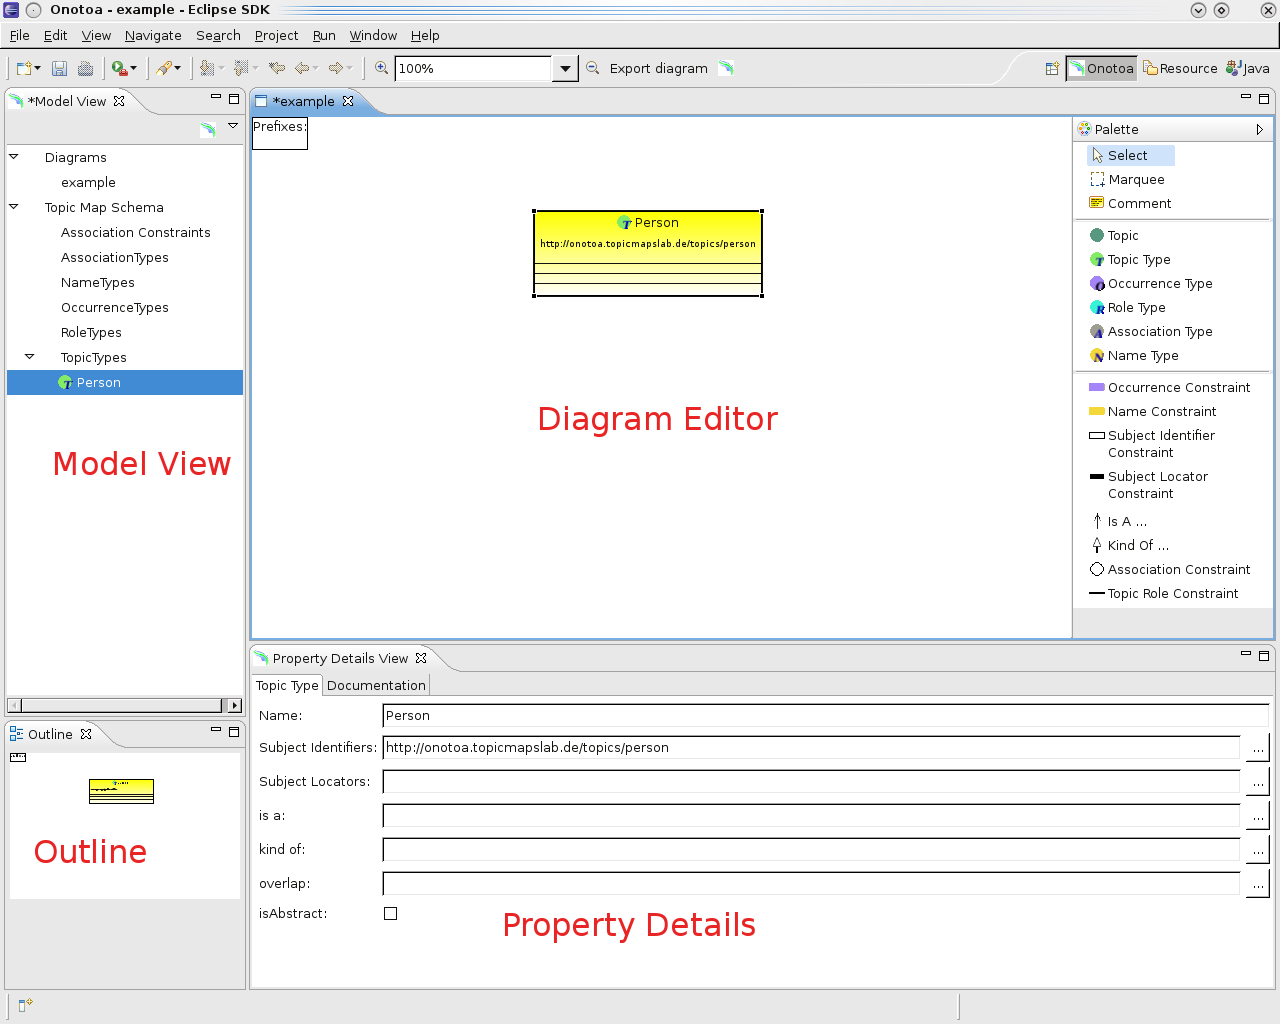 Onotoa - example - Eclipse SDK
File Edit View Navigate Search Project Run Window Help
100% Export diagram Onotoa Resource Java
*Model View
Diagrams
example
Topic Map Schema
Association Constraints
AssociationTypes
NameTypes
OccurrenceTypes
RoleTypes
TopicTypes
Person
Model View
*example
Prefixes:
Person
http://onotoa.topicmapslab.de/topics/person
Diagram Editor
Palette
Select
Marquee
Comment
Topic
Topic Type
Occurrence Type
Role Type
Association Type
Name Type
Occurrence Constraint
Name Constraint
Subject Identifier
Constraint
Subject Locator
Constraint
Is A ...
Kind Of ...
Association Constraint
Topic Role Constraint
Outline
Outline
Property Details View
Topic Type Documentation
Name: Person
Subject Identifiers: http://onotoa.topicmapslab.de/topics/person ...
Subject Locators: ...
is a: ...
kind of: ...
overlap: ...
isAbstract:
Property Details